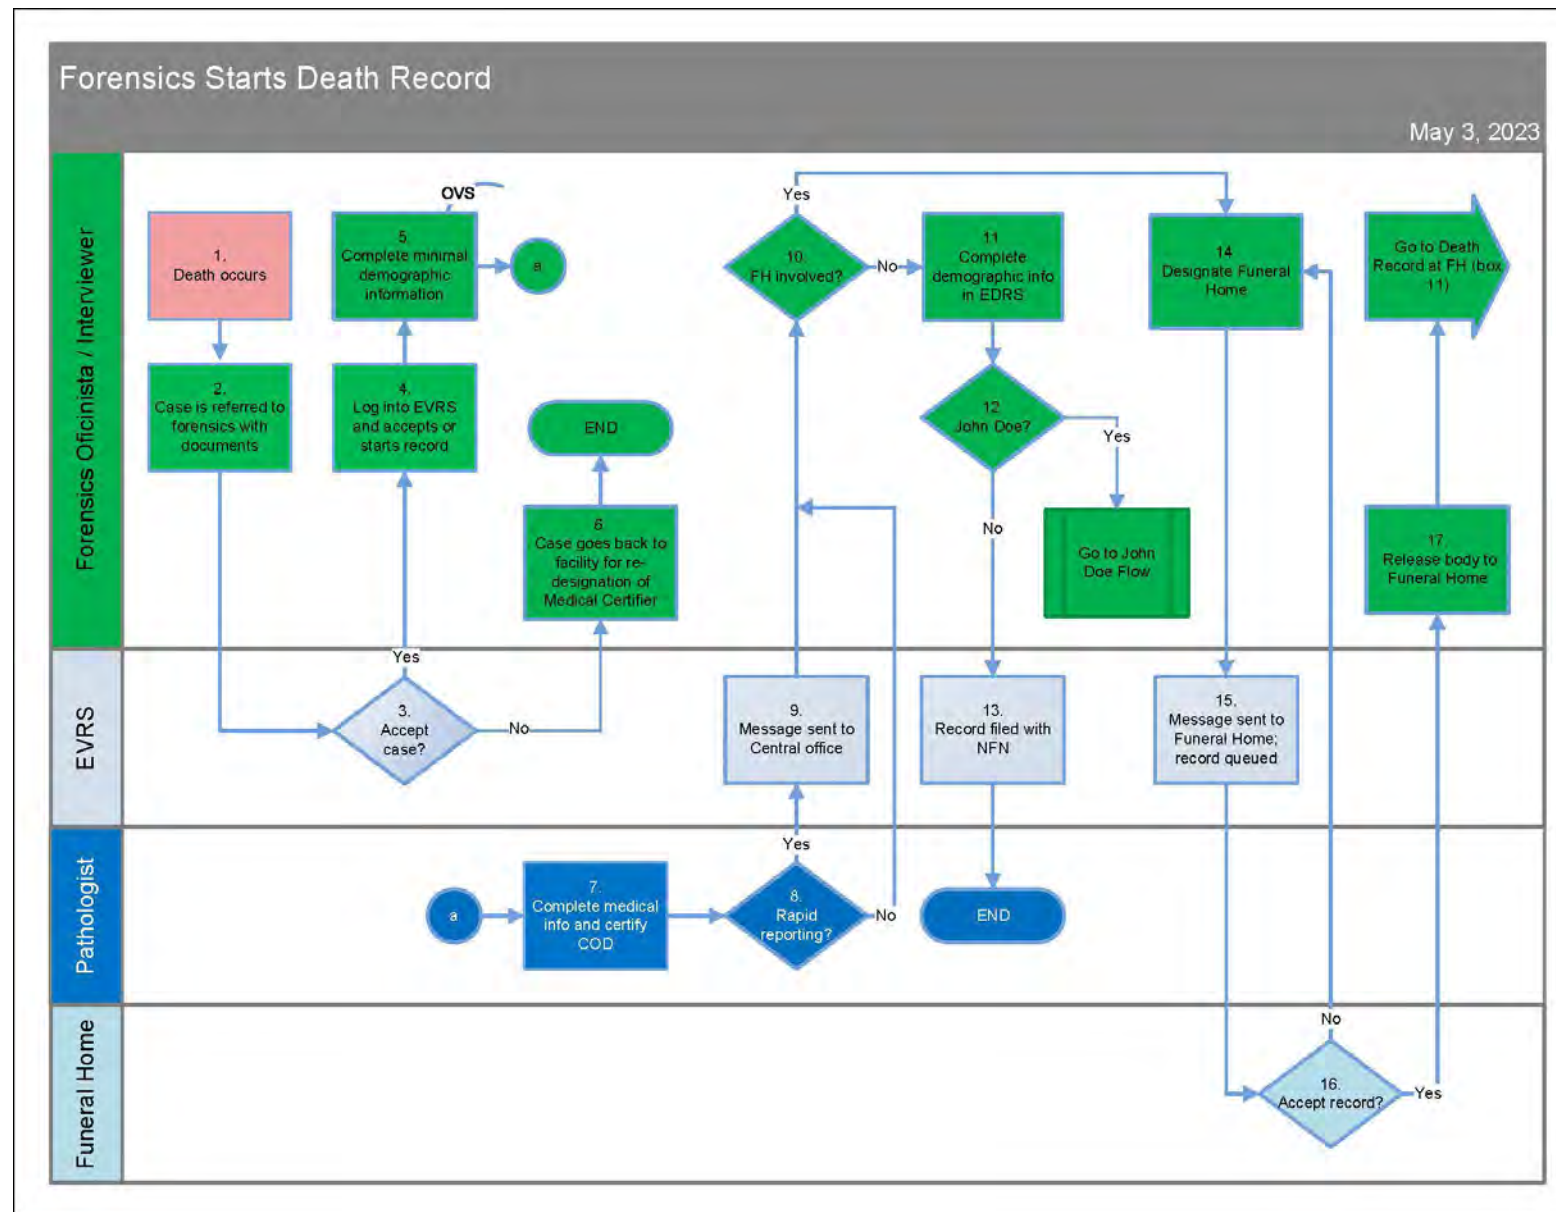 Forensics Starts Death Record
May 3, 2023
Forensics Oficinista / Interviewer
OVS
1.
Death occurs
5.
Complete minimal
demographic
information
a
2.
Case is referred to
forensics with
documents
4.
Log into EVRS
and accepts or
starts record
END
6.
Case goes back to
facility for re-
designation of
Medical Certifier
Yes
10.
FH involved?
No
11.
Complete
demographic info
in EDRS
12.
John Doe?
Yes
No
Go to John
Doe Flow
14.
Designate Funeral
Home
Go to Death
Record at FH (box
11)
17.
Release body to
Funeral Home
EVRS
Yes
3.
Accept
case?
No
9.
Message sent to
Central office
13.
Record filed with
NFN
15.
Message sent to
Funeral Home;
record queued
Pathologist
a
7.
Complete medical
info and certify
COD
Yes
8.
Rapid
reporting?
No
END
Funeral Home
No
16.
Accept record?
Yes